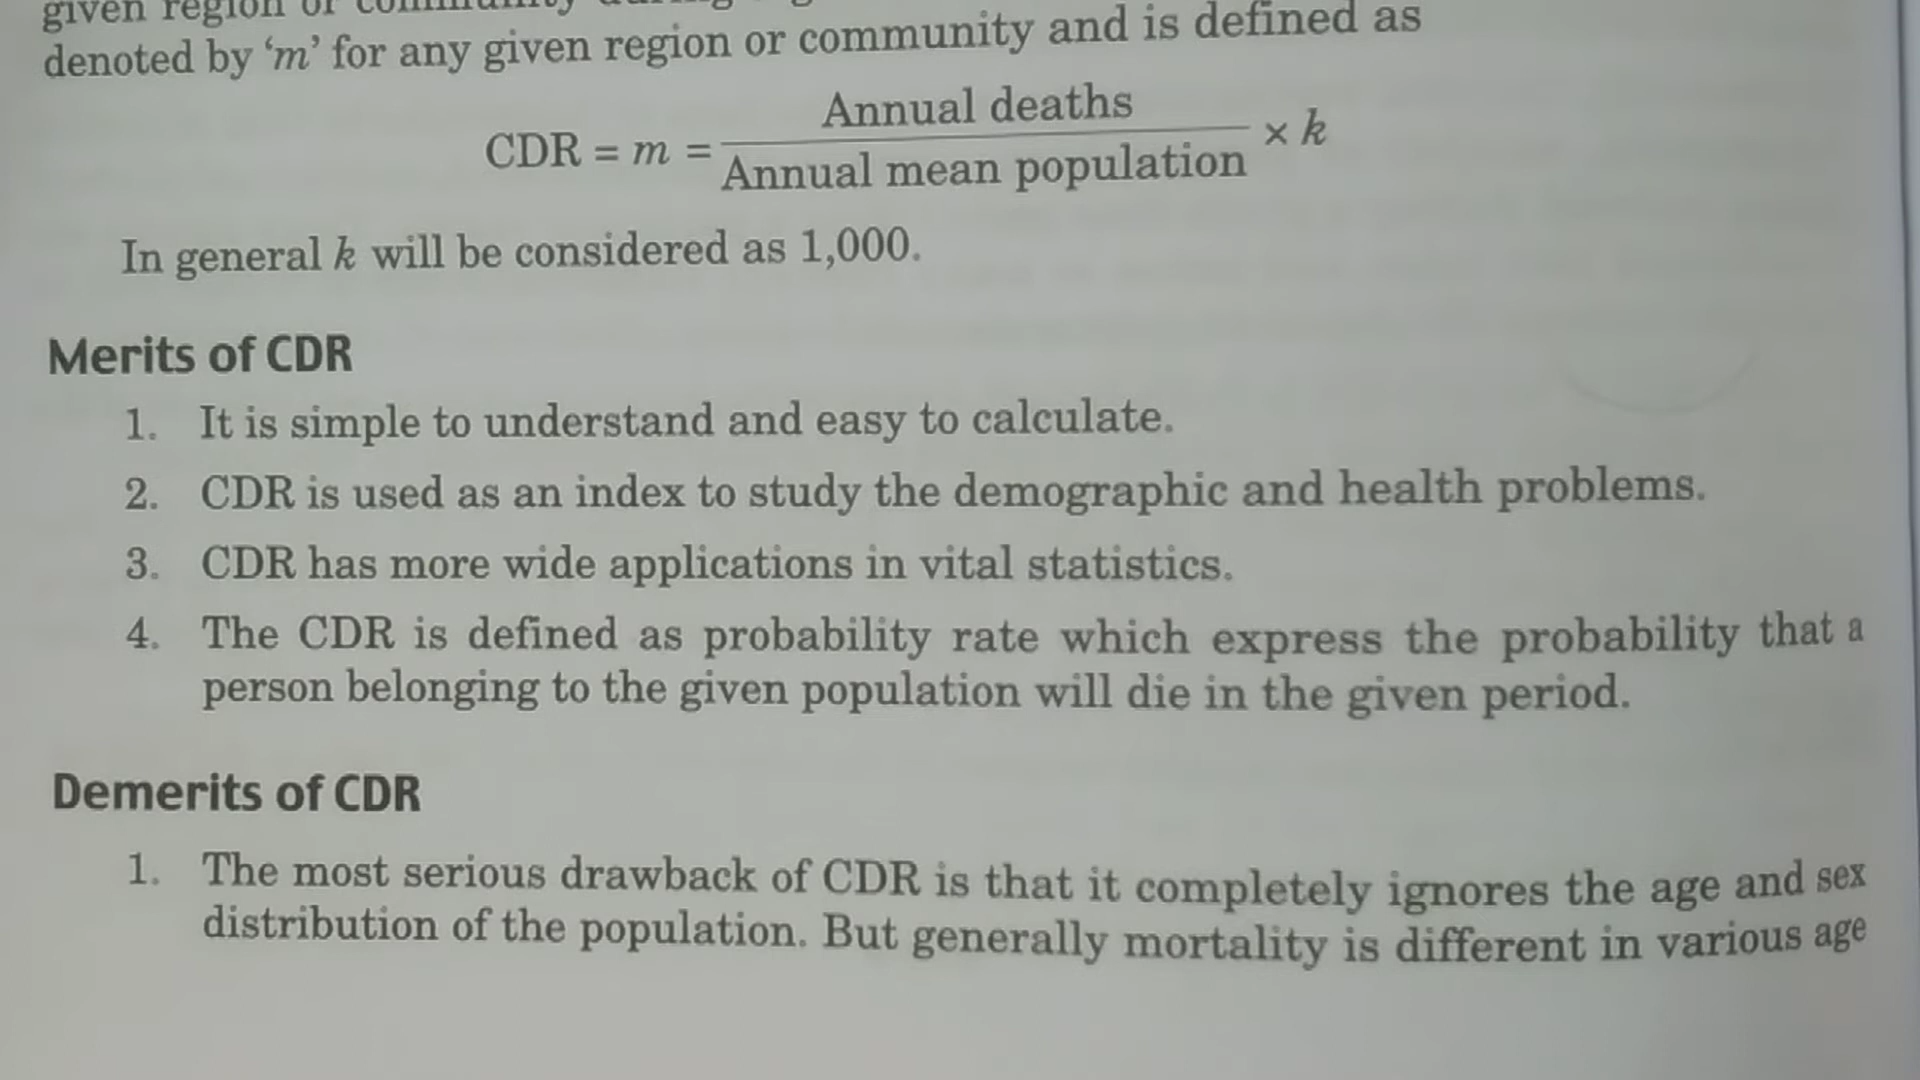 given region or community during
denoted by ‘m’ for any given region or community and is defined as
CDR = m = Annual deaths / Annual mean population × k
In general k will be considered as 1,000.
Merits of CDR
1. It is simple to understand and easy to calculate.
2. CDR is used as an index to study the demographic and health problems.
3. CDR has more wide applications in vital statistics.
4. The CDR is defined as probability rate which express the probability that a
person belonging to the given population will die in the given period.
Demerits of CDR
1. The most serious drawback of CDR is that it completely ignores the age and sex
distribution of the population. But generally mortality is different in various age